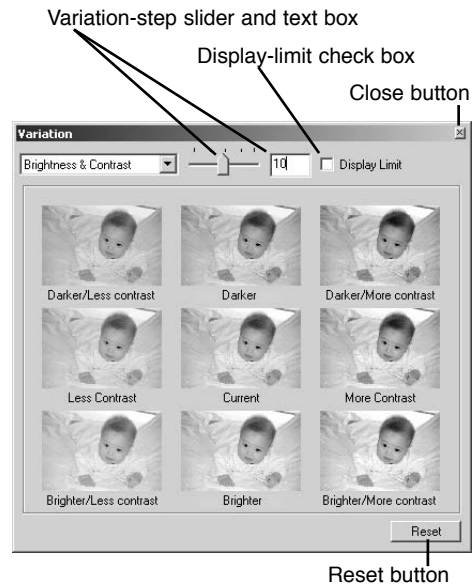 Variation-step slider and text box
Display-limit check box
Close button
Variation
Brightness & Contrast 10 Display Limit
Darker/Less contrast Darker Darker/More contrast
Less Contrast Current More Contrast
Brighter/Less contrast Brighter Brighter/More contrast
Reset
Reset button